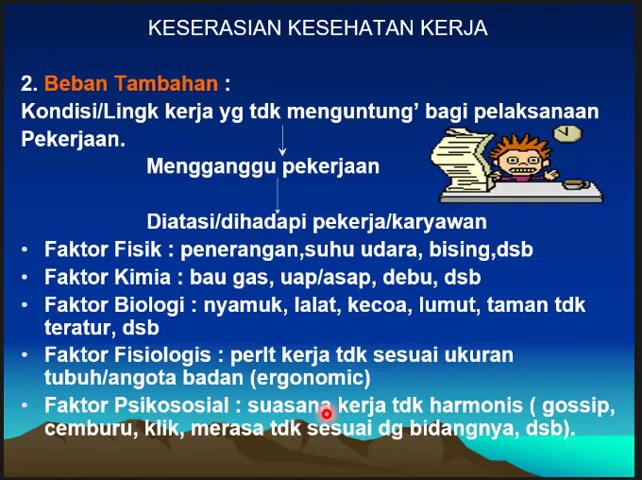 KESERASIAN KESEHATAN KERJA
2. Beban Tambahan :
Kondisi/Lingk kerja yg tdk menguntung’ bagi pelaksanaan
Pekerjaan.
Mengganggu pekerjaan
Diatasi/dihadapi pekerja/karyawan
• Faktor Fisik : penerangan,suhu udara, bising,dsb
• Faktor Kimia : bau gas, uap/asap, debu, dsb
• Faktor Biologi : nyamuk, lalat, kecoa, lumut, taman tdk
teratur, dsb
• Faktor Fisiologis : perlt kerja tdk sesuai ukuran
tubuh/angota badan (ergonomic)
• Faktor Psikososial : suasana kerja tdk harmonis ( gossip,
cemburu, klik, merasa tdk sesuai dg bidangnya, dsb).